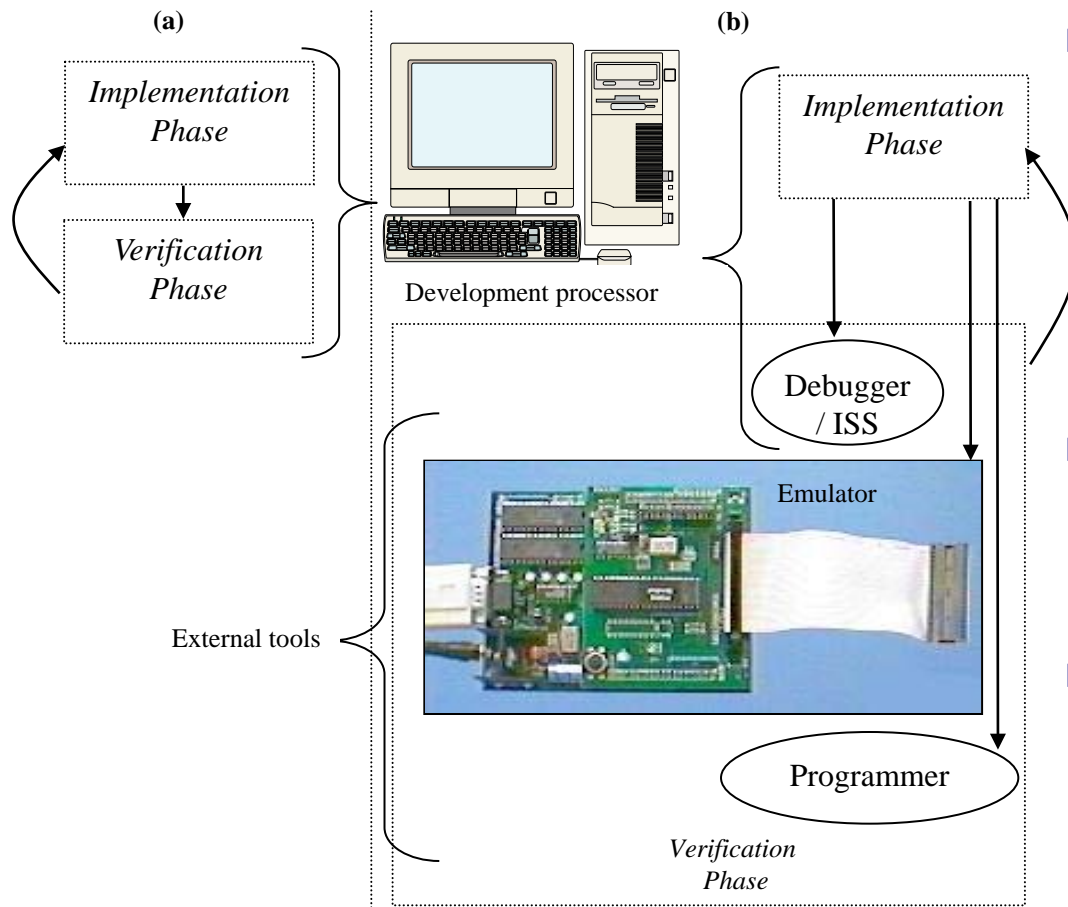 (a)
Implementation
Phase
Verification
Phase
(b)
Development processor
Implementation
Phase
Debugger
/ ISS
Emulator
External tools
Programmer
Verification
Phase